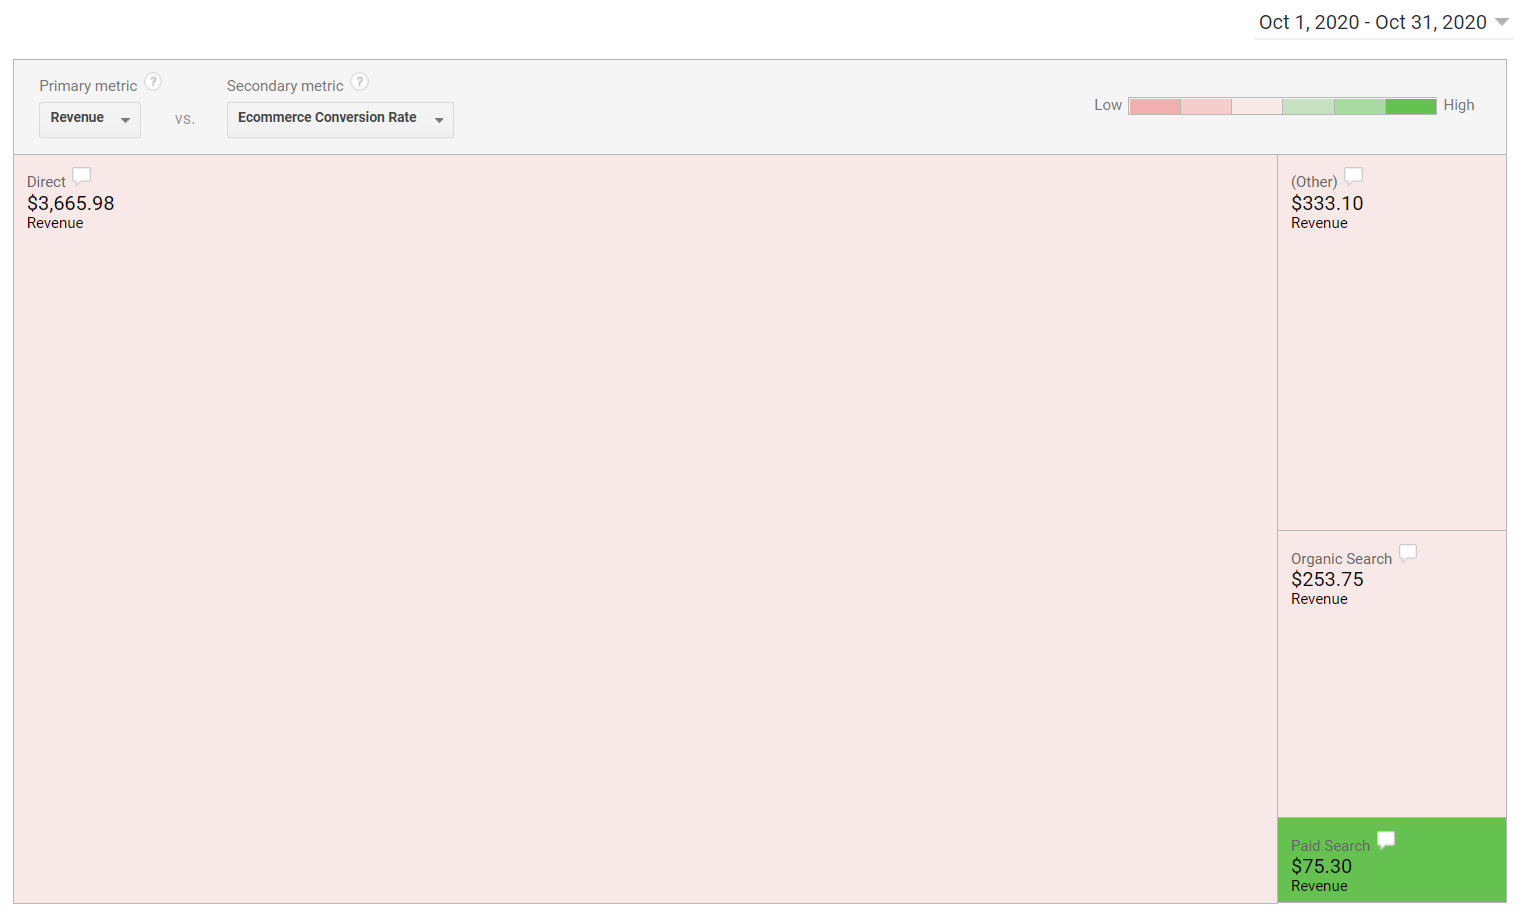 Oct 1, 2020 - Oct 31, 2020
Primary metric ?
Secondary metric ?
Revenue
vs.
Ecommerce Conversion Rate
Low
High
Direct
$3,665.98
Revenue
(Other)
$333.10
Revenue
Organic Search
$253.75
Revenue
Paid Search
$75.30
Revenue